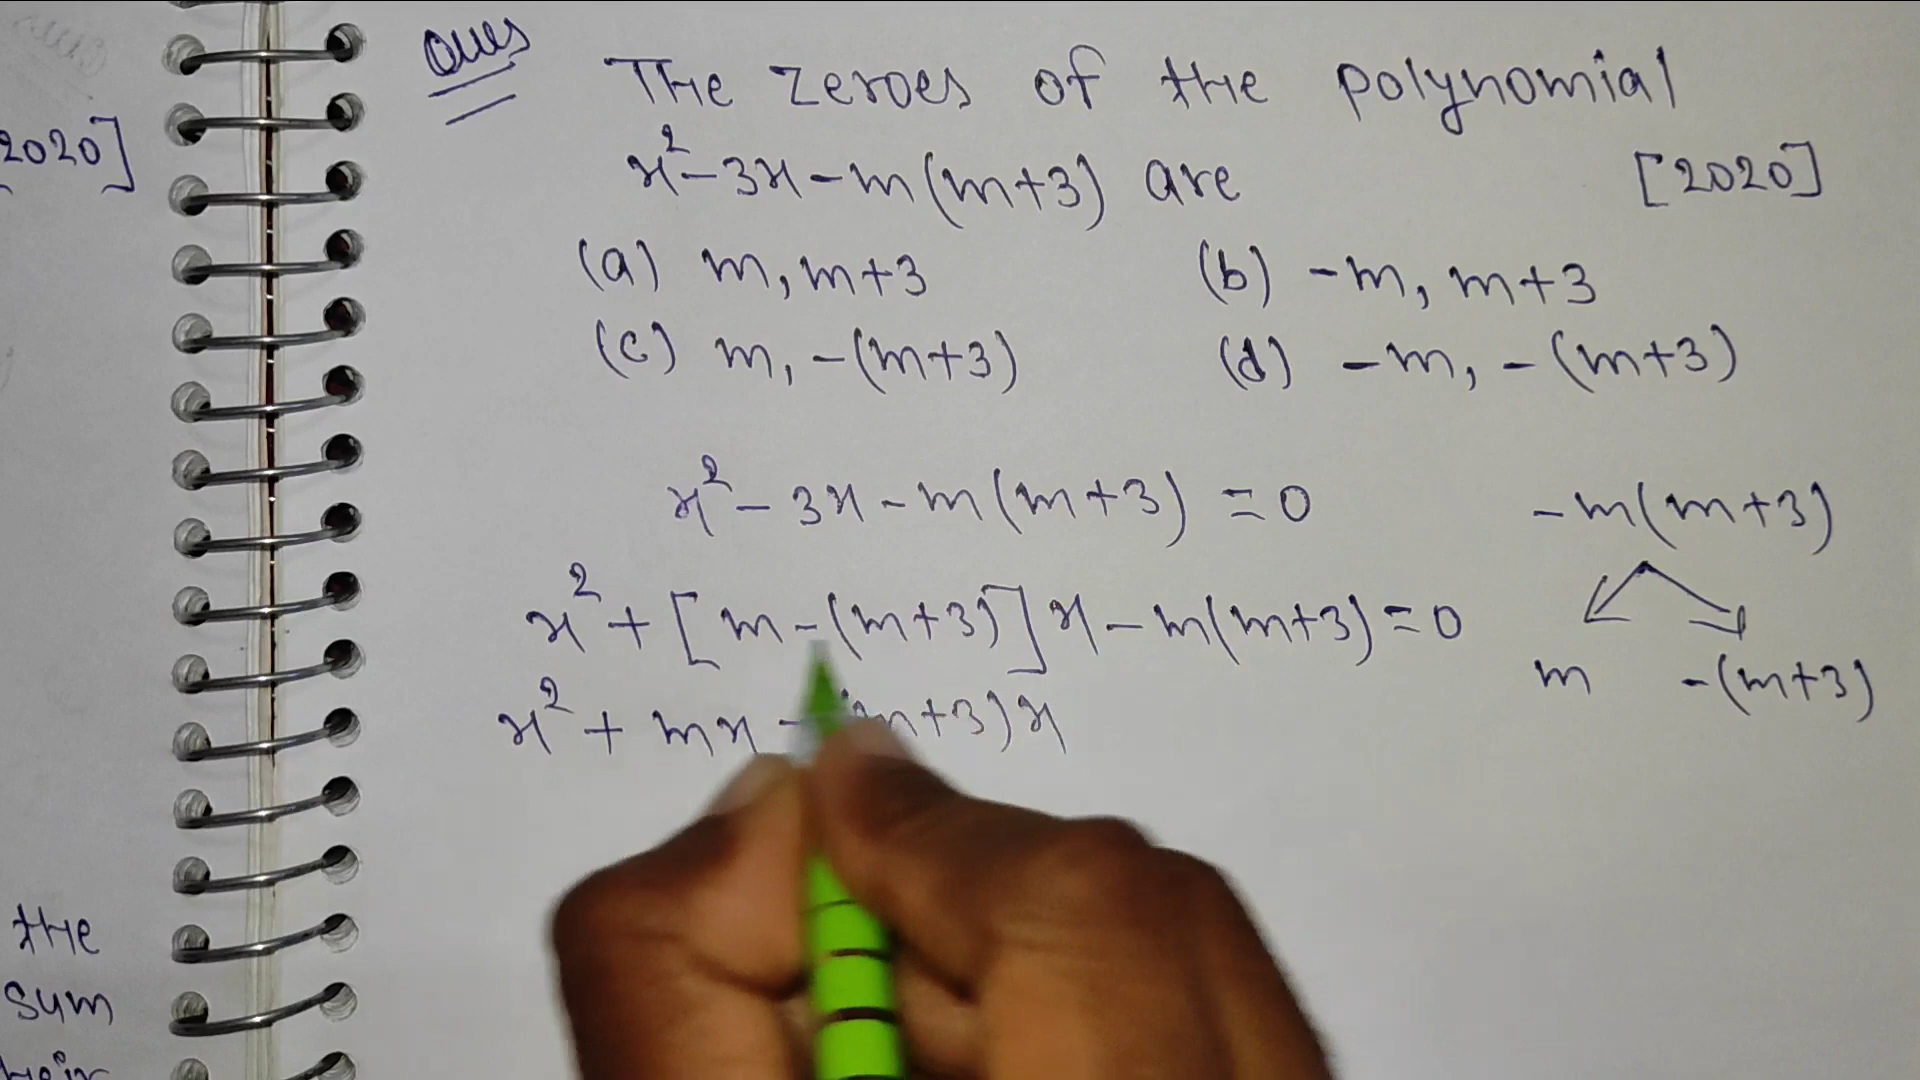 2020]
Ques
The zeroes of the polynomial
x² - 3x - m(m+3) are [2020]
(a) m, m+3 (b) -m, m+3
(c) m, -(m+3) (d) -m, -(m+3)
x² - 3x - m(m+3) = 0 -m(m+3)
x² + [m-(m+3)]x - m(m+3) = 0
m -(m+3)
x² + mx - (m+3)x
the
sum